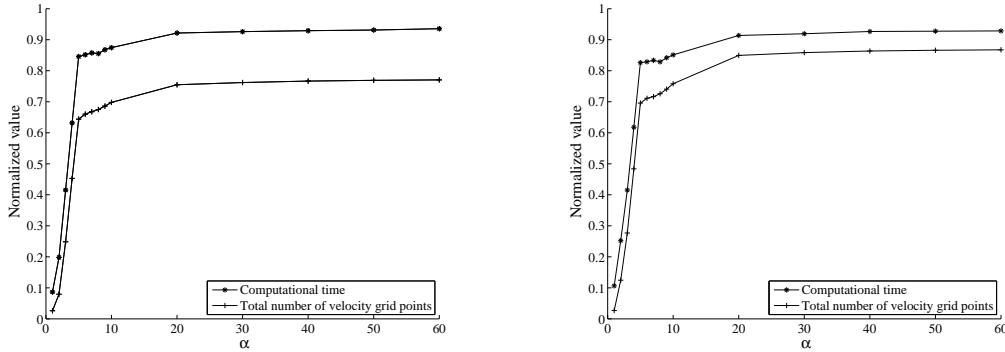 1
0.9
0.8
0.7
0.6
0.5
0.4
0.3
0.2
0.1
0
Normalized value
0 10 20 30 40 50 60
α
Computational time
Total number of velocity grid points
1
0.9
0.8
0.7
0.6
0.5
0.4
0.3
0.2
0.1
0
Normalized value
0 10 20 30 40 50 60
α
Computational time
Total number of velocity grid points